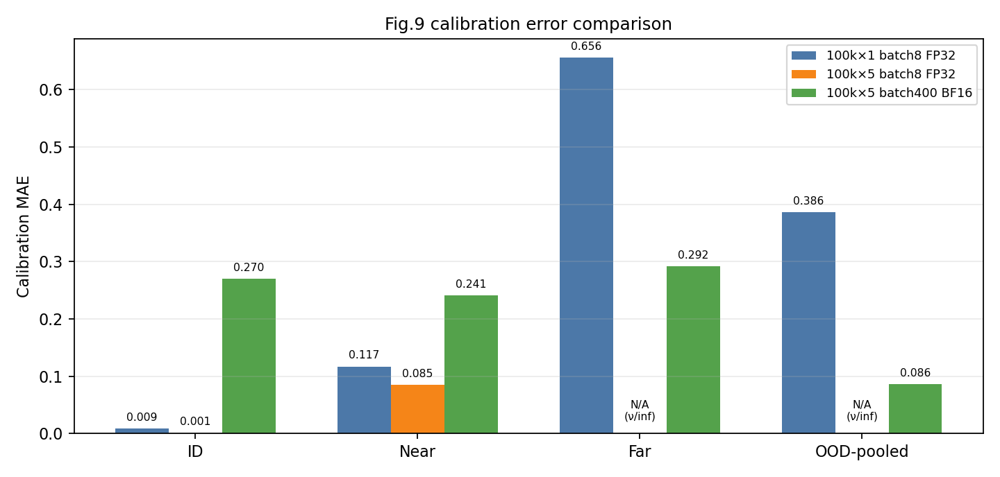 Fig.9 calibration error comparison
100k×1 batch8 FP32
100k×5 batch8 FP32
100k×5 batch400 BF16
Calibration MAE
0.6
0.5
0.4
0.3
0.2
0.1
0.0
0.009
0.001
0.270
0.117
0.085
0.241
0.656
N/A
(ν/inf)
0.292
0.386
N/A
(ν/inf)
0.086
ID
Near
Far
OOD-pooled